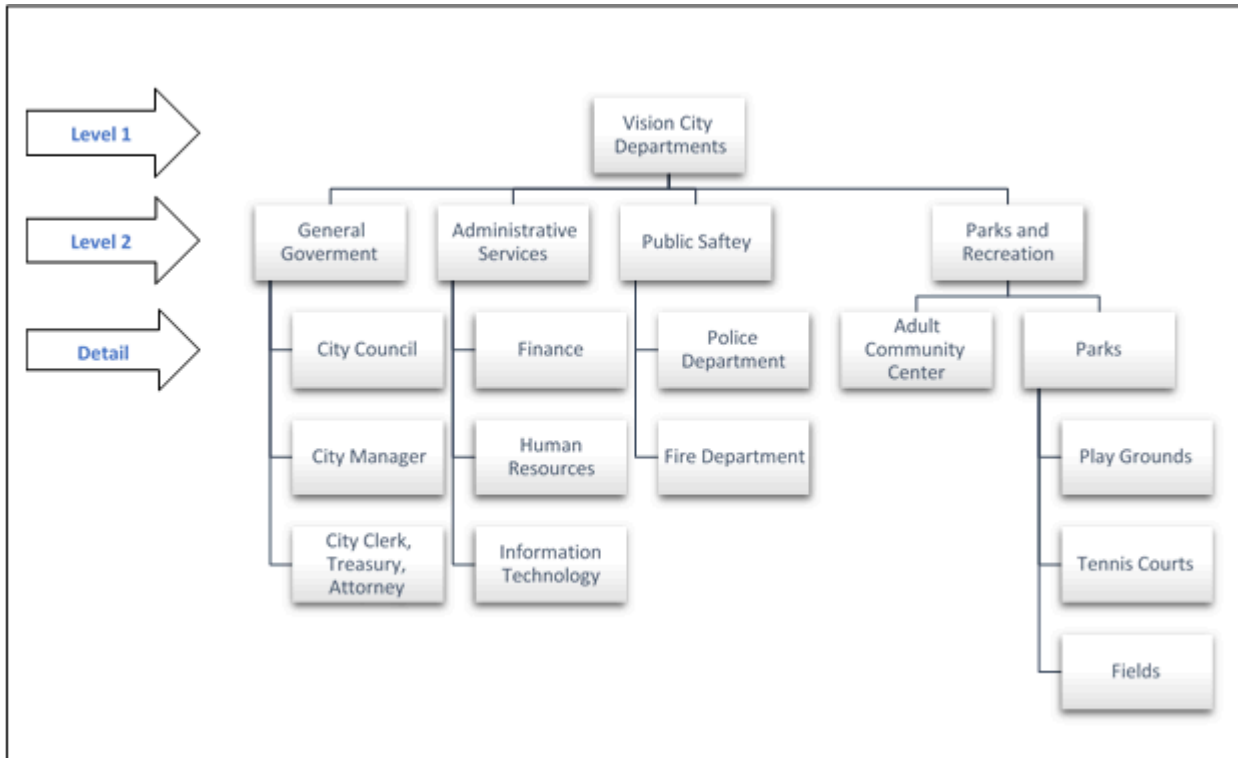 Level 1
Vision City
Departments
Level 2
General
Goverment
Administrative
Services
Public Saftey
Parks and
Recreation
Detail
City Council
Finance
Police
Department
Adult
Community
Center
Parks
City Manager
Human
Resources
Fire Department
Play Grounds
City Clerk,
Treasury,
Attorney
Information
Technology
Tennis Courts
Fields